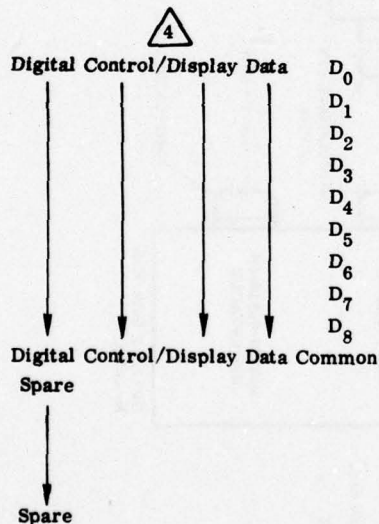 4
Digital Control/Display Data D0
D1
D2
D3
D4
D5
D6
D7
D8
Digital Control/Display Data Common
Spare
Spare